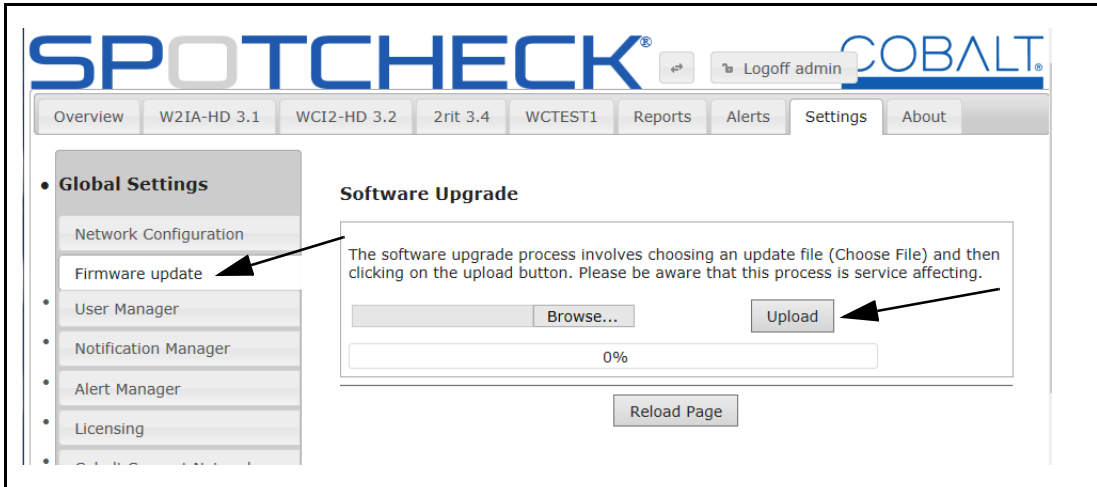 SPOTCHECK®
Logoff admin
COBALT®
Overview W2IA-HD 3.1 WCI2-HD 3.2 2rit 3.4 WCTEST1 Reports Alerts Settings About
Global Settings
Network Configuration
Firmware update
User Manager
Notification Manager
Alert Manager
Licensing
Software Upgrade
The software upgrade process involves choosing an update file (Choose File) and then
clicking on the upload button. Please be aware that this process is service affecting.
Browse... Upload
0%
Reload Page